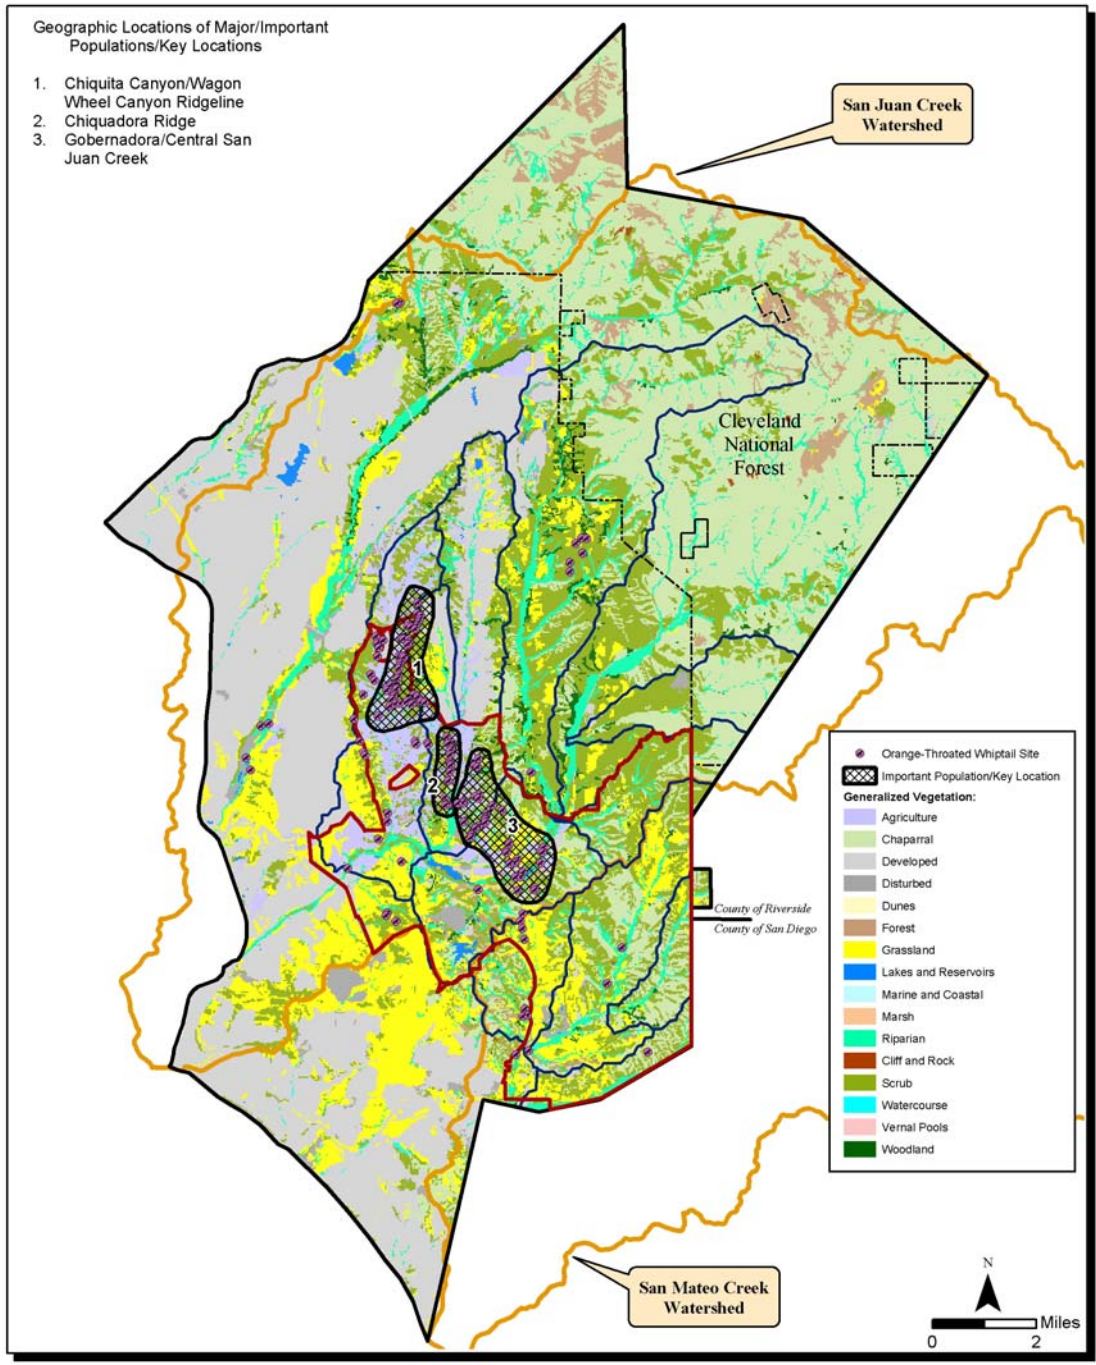 Geographic Locations of Major/Important
Populations/Key Locations
1. Chiquita Canyon/Wagon
Wheel Canyon Ridgeline
2. Chiquadora Ridge
3. Gobernadora/Central San
Juan Creek
San Juan Creek
Watershed
Cleveland
National
Forest
1
2
3
Orange-Throated Whiptail Site
Important Population/Key Location
Generalized Vegetation:
Agriculture
Chaparral
Developed
Disturbed
Dunes
Forest
Grassland
Lakes and Reservoirs
Marine and Coastal
Marsh
Riparian
Cliff and Rock
Scrub
Watercourse
Vernal Pools
Woodland
County of Riverside
County of San Diego
San Mateo Creek
Watershed
N
Miles
0 2